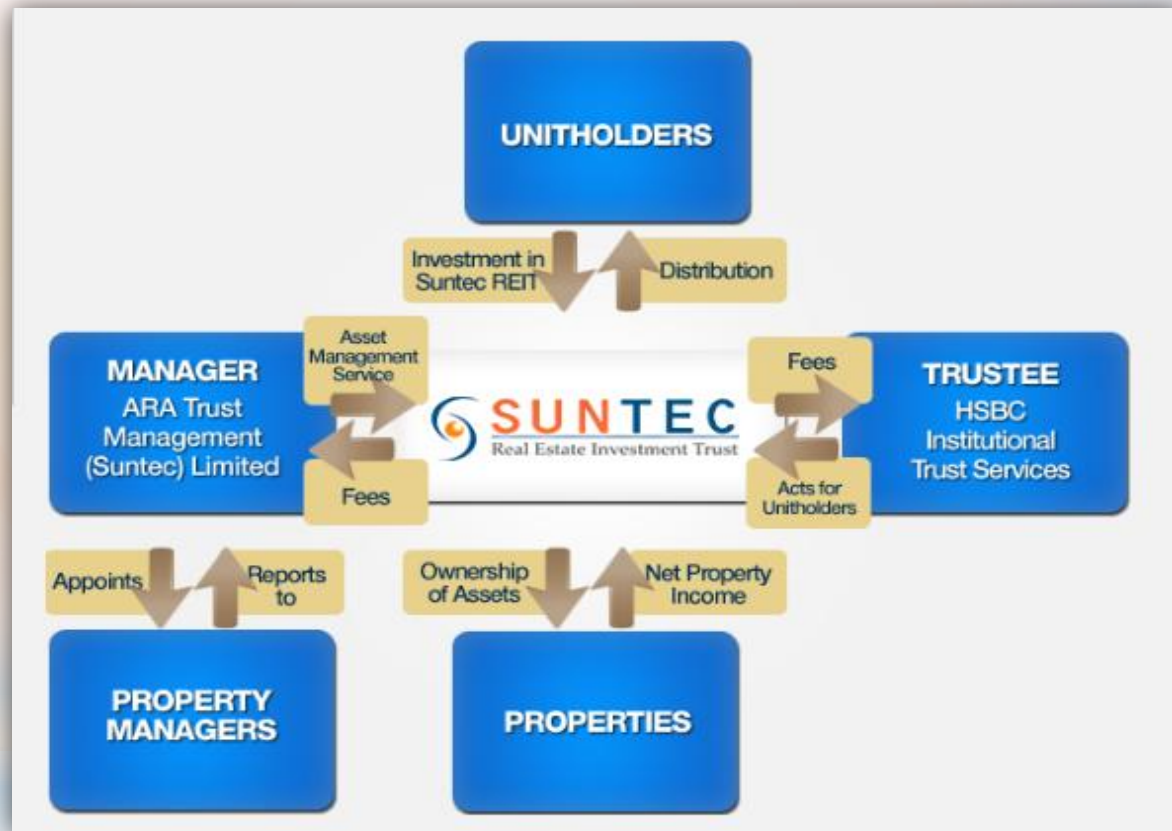 UNITHOLDERS
Investment in
Suntec REIT
Distribution
MANAGER
ARA Trust
Management
(Suntec) Limited
Asset
Management
Service
Fees
SUNTEC
Real Estate Investment Trust
Fees
Acts for
Unitholders
TRUSTEE
HSBC
Institutional
Trust Services
Appoints
Reports
to
Ownership
of Assets
Net Property
Income
PROPERTY
MANAGERS
PROPERTIES